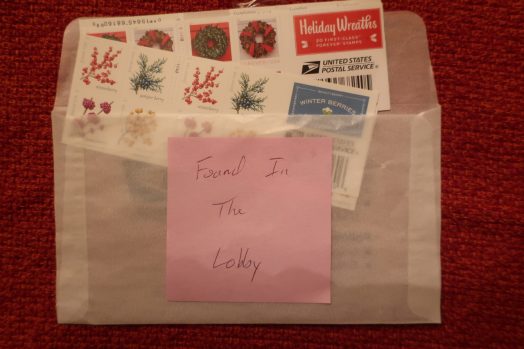 Holiday Wreaths
20 FIRST-CLASS
FOREVER STAMPS
UNITED STATES
POSTAL SERVICE
WINTER BERRIES
Found In
The
Lobby